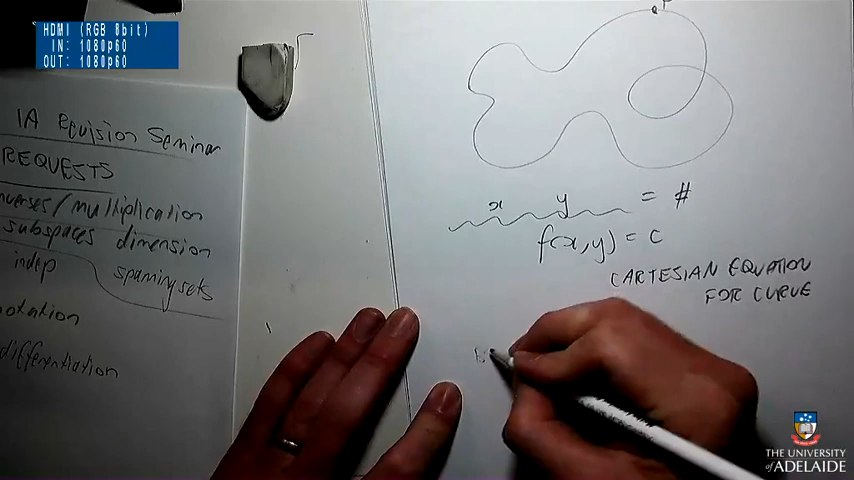 HDMI (RGB 8bit)
IN: 1080p60
OUT: 1080p60
1A Revision Seminar
REQUESTS
nverses/multiplication
subspaces dimension
indep spanning sets
otation
differentiation
P
x y = #
f(x,y) = c
CARTESIAN EQUATION
FOR CURVE
THE UNIVERSITY
of ADELAIDE